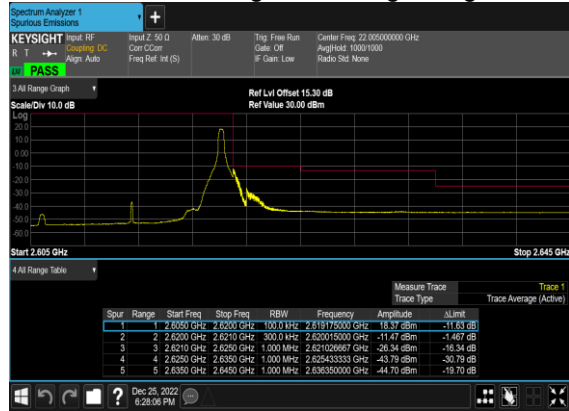 Spectrum Analyzer 1
Spurious Emissions
KEYSIGHT Input: RF Input Z: 50 Ω Atten: 30 dB Trig: Free Run Center Freq: 22.005000000 GHz
R T Coupling: DC Corr CCorr Gate: Off Avg|Hold: 1000/1000
Align: Auto Freq Ref: Int (S) IF Gain: Low Radio Std: None
PASS
3 All Range Graph
Ref Lvl Offset 15.30 dB
Scale/Div 10.0 dB Ref Value 30.00 dBm
Log
20.0
10.0
0.00
-10.0
-20.0
-30.0
-40.0
-50.0
-60.0
Start 2.605 GHz Stop 2.645 GHz
4 All Range Table
Measure Trace Trace 1
Trace Type Trace Average (Active)
Spur Range Start Freq Stop Freq RBW Frequency Amplitude ΔLimit
1 1 2.6050 GHz 2.6200 GHz 100.0 kHz 2.619175000 GHz 18.37 dBm -11.63 dB
2 2 2.6200 GHz 2.6210 GHz 300.0 kHz 2.620015000 GHz -11.47 dBm -1.467 dB
3 3 2.6210 GHz 2.6250 GHz 1.000 MHz 2.621026667 GHz -26.34 dBm -16.34 dB
4 4 2.6250 GHz 2.6350 GHz 1.000 MHz 2.625433333 GHz -43.79 dBm -30.79 dB
5 5 2.6350 GHz 2.6450 GHz 1.000 MHz 2.636350000 GHz -44.70 dBm -19.70 dB
Dec 25, 2022
6:28:06 PM